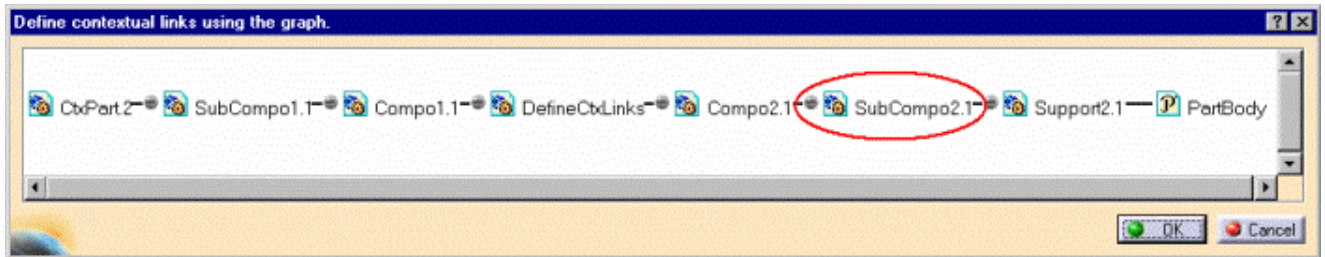 Define contextual links using the graph.
CtxPart.2 SubCompo1.1 Compo1.1 DefineCtxLinks Compo2.1 SubCompo2.1 Support2.1 PartBody
OK Cancel